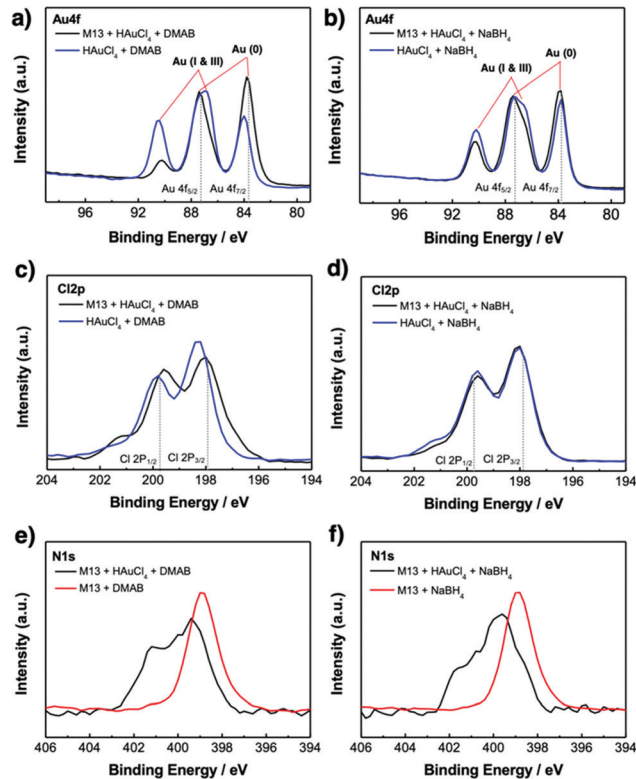 a)
Au4f
M13 + HAuCl₄ + DMAB
HAuCl₄ + DMAB
Au (0)
Au (I & III)
Au 4f₅/₂
Au 4f₇/₂
96 92 88 84 80
Binding Energy / eV
Intensity (a.u.)
b)
Au4f
M13 + HAuCl₄ + NaBH₄
HAuCl₄ + NaBH₄
Au (0)
Au (I & III)
Au 4f₅/₂
Au 4f₇/₂
96 92 88 84 80
Binding Energy / eV
Intensity (a.u.)
c)
Cl2p
M13 + HAuCl₄ + DMAB
HAuCl₄ + DMAB
Cl 2P₁/₂
Cl 2P₃/₂
204 202 200 198 196 194
Binding Energy / eV
Intensity (a.u.)
d)
Cl2p
M13 + HAuCl₄ + NaBH₄
HAuCl₄ + NaBH₄
Cl 2P₁/₂
Cl 2P₃/₂
204 202 200 198 196 194
Binding Energy / eV
Intensity (a.u.)
e)
N1s
M13 + HAuCl₄ + DMAB
M13 + DMAB
406 404 402 400 398 396 394
Binding Energy / eV
Intensity (a.u.)
f)
N1s
M13 + HAuCl₄ + NaBH₄
M13 + NaBH₄
406 404 402 400 398 396 394
Binding Energy / eV
Intensity (a.u.)